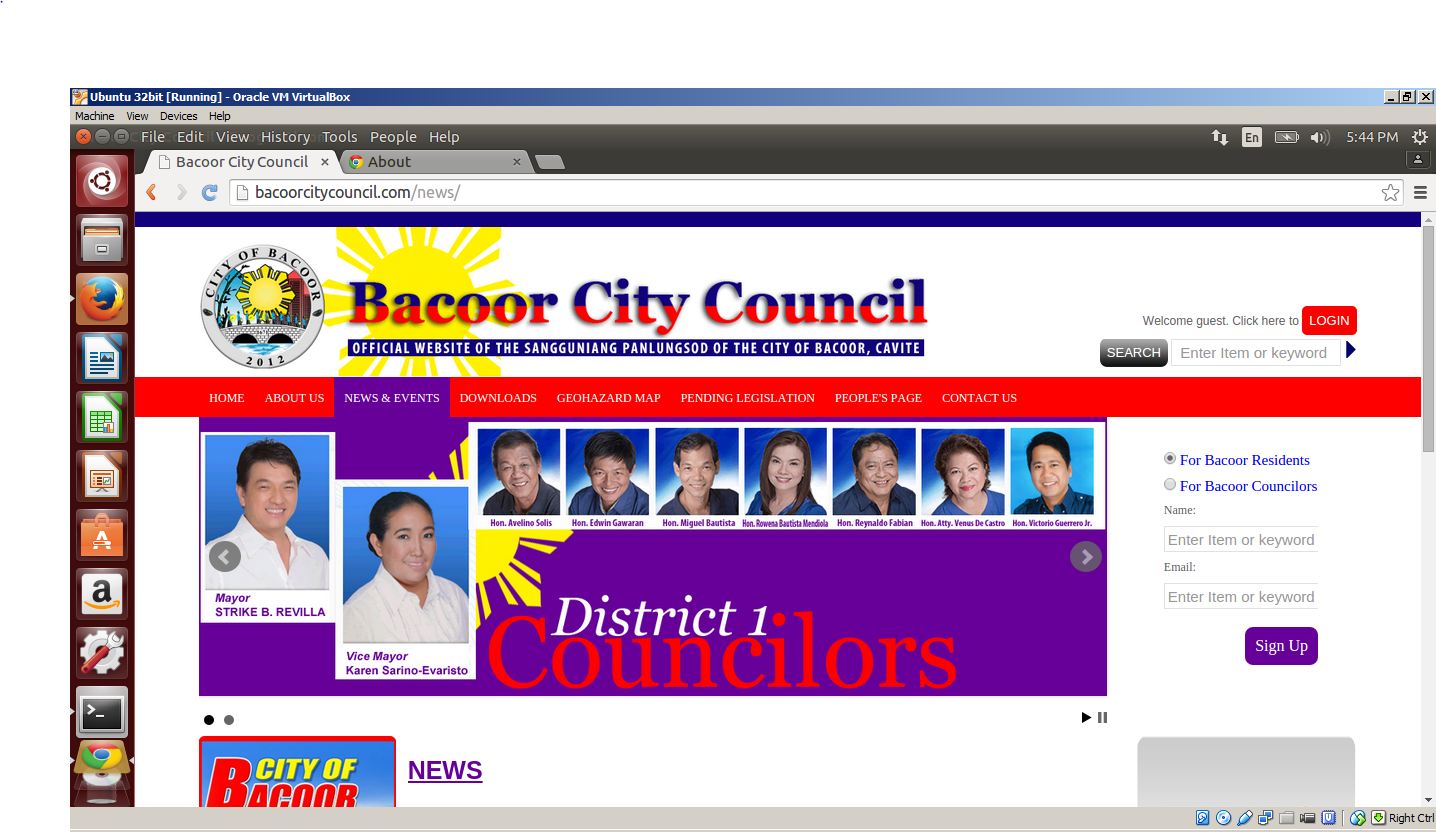 Ubuntu 32bit [Running] - Oracle VM VirtualBox
Machine View Devices Help
File Edit View History Tools People Help
En
5:44 PM
Bacoor City Council
About
bacoorcitycouncil.com/news/
CITY OF BACOOR
2012
Bacoor City Council
OFFICIAL WEBSITE OF THE SANGGUNIANG PANLUNGSOD OF THE CITY OF BACOOR, CAVITE
Welcome guest. Click here to LOGIN
SEARCH Enter Item or keyword
HOME ABOUT US NEWS & EVENTS DOWNLOADS GEOHAZARD MAP PENDING LEGISLATION PEOPLE'S PAGE CONTACT US
Hon. Avelino Solis Hon. Edwin Gawaran Hon. Miguel Bautista Hon. Rowena Bautista Mendiola Hon. Reynaldo Fabian Hon. Atty. Venus De Castro Hon. Victorio Guerrero Jr.
Mayor
STRIKE B. REVILLA
Vice Mayor
Karen Sarino-Evaristo
District 1
Councilors
For Bacoor Residents
For Bacoor Councilors
Name:
Enter Item or keyword
Email:
Enter Item or keyword
Sign Up
CITY OF
BACOOR
NEWS
Right Ctrl